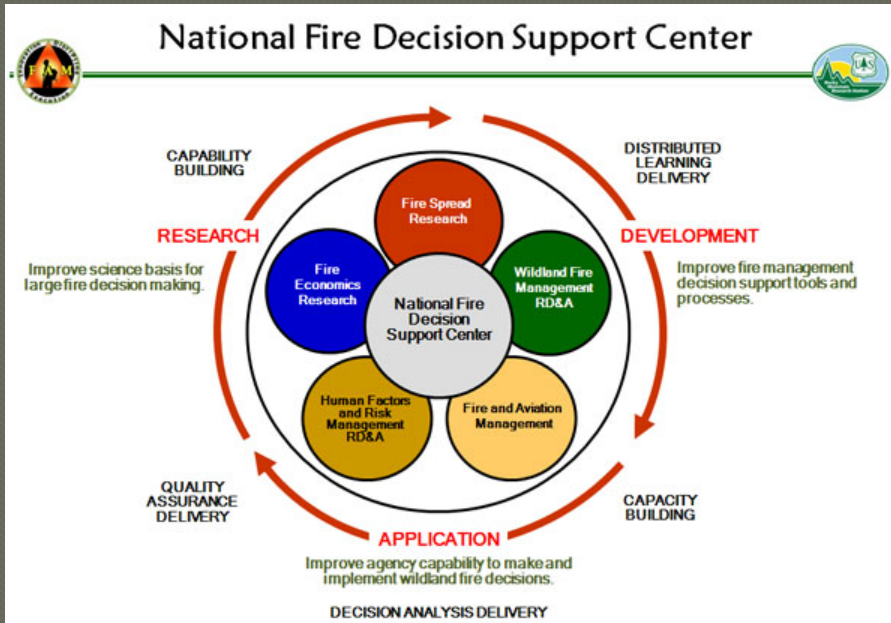 National Fire Decision Support Center
FAM
US
CAPABILITY
BUILDING
DISTRIBUTED
LEARNING
DELIVERY
RESEARCH
Improve science basis for
large fire decision making.
DEVELOPMENT
Improve fire management
decision support tools and
processes.
Fire Spread
Research
Fire
Economics
Research
Wildland Fire
Management
RD&A
National Fire
Decision
Support Center
Human Factors
and Risk
Management
RD&A
Fire and Aviation
Management
QUALITY
ASSURANCE
DELIVERY
CAPACITY
BUILDING
APPLICATION
Improve agency capability to make and
implement wildland fire decisions.
DECISION ANALYSIS DELIVERY